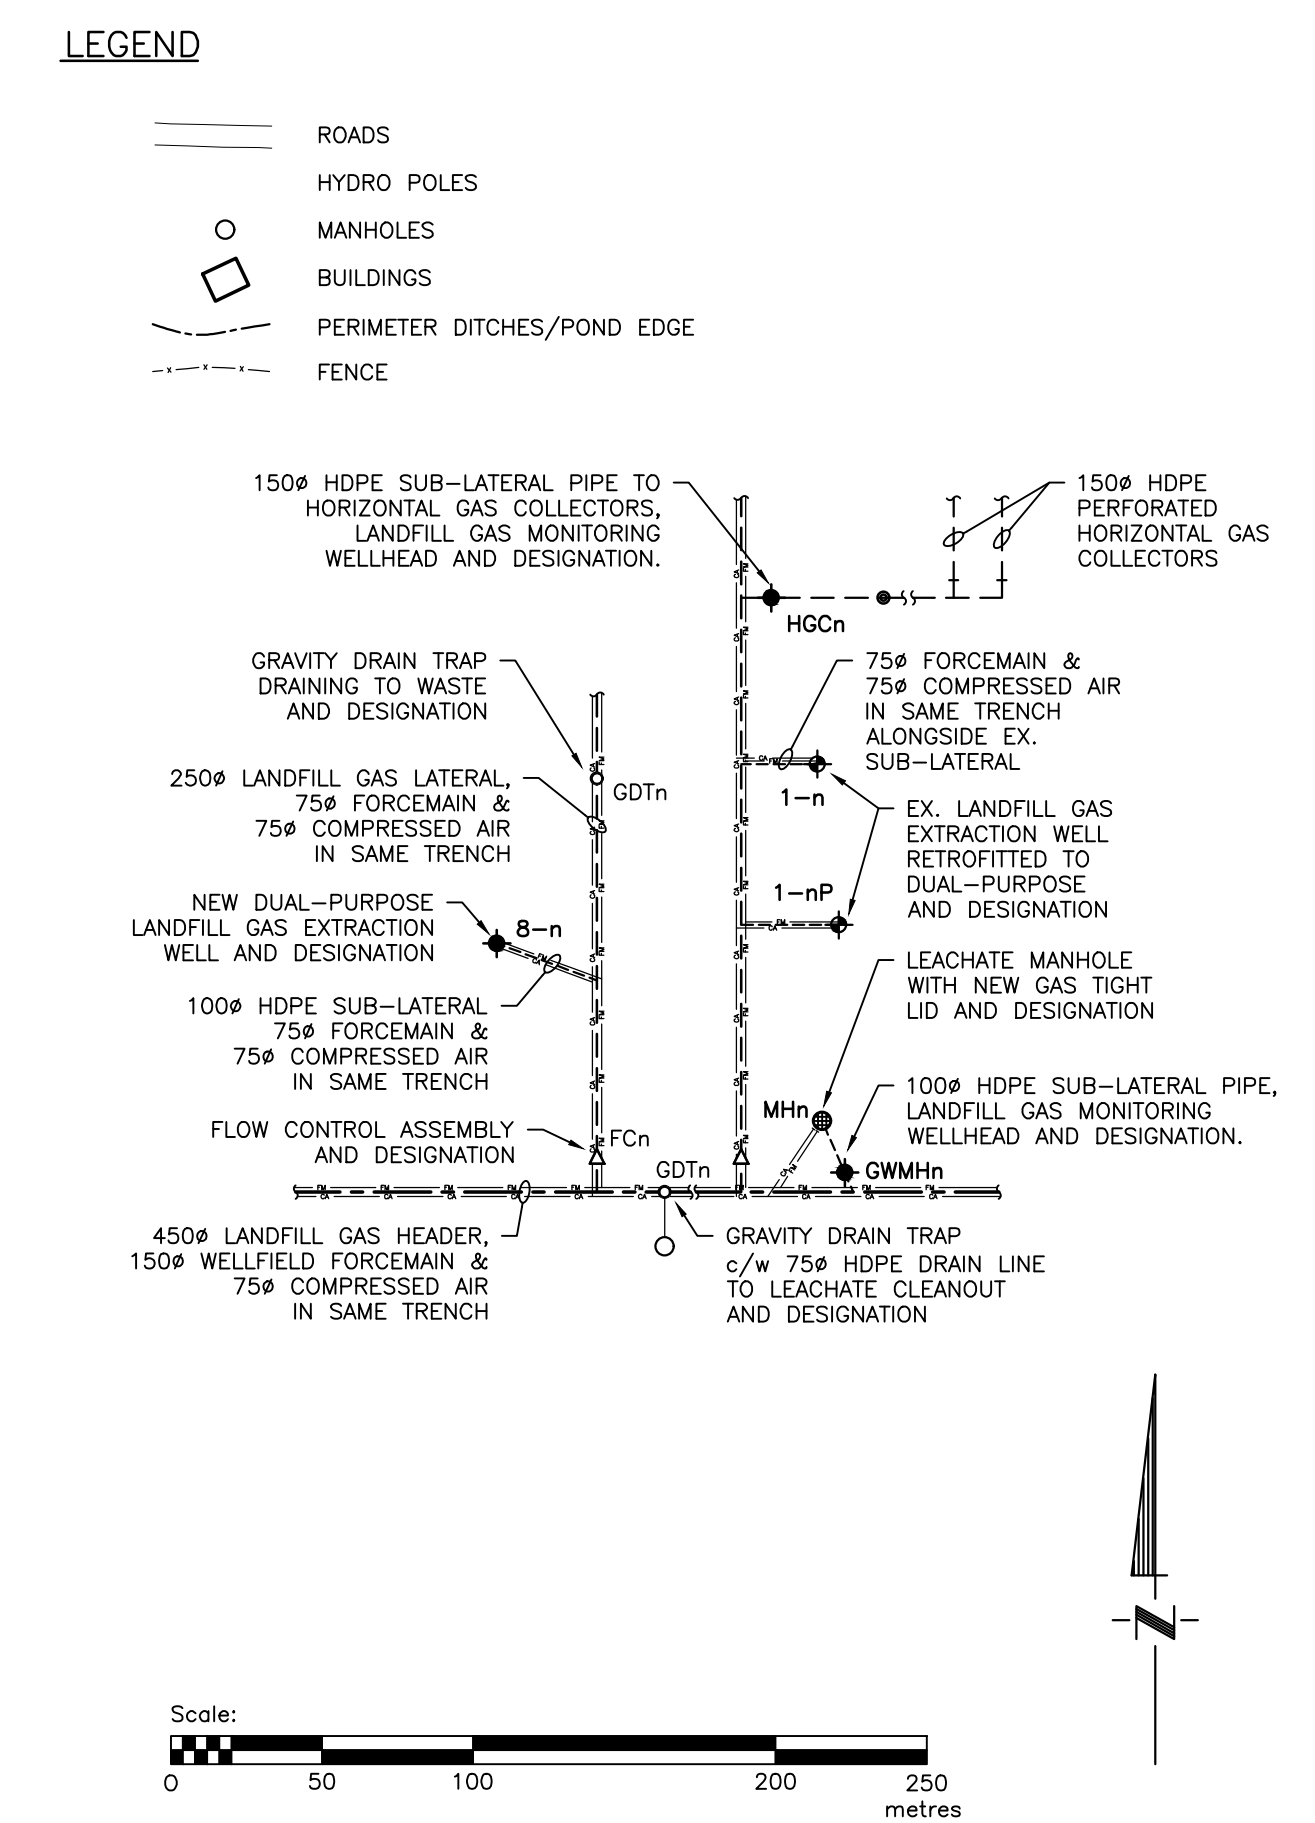 LEGEND
ROADS
HYDRO POLES
MANHOLES
BUILDINGS
PERIMETER DITCHES/POND EDGE
FENCE
150ø HDPE SUB-LATERAL PIPE TO
HORIZONTAL GAS COLLECTORS,
LANDFILL GAS MONITORING
WELLHEAD AND DESIGNATION.
150ø HDPE
PERFORATED
HORIZONTAL GAS
COLLECTORS
HGCn
GRAVITY DRAIN TRAP
DRAINING TO WASTE
AND DESIGNATION
75ø FORCEMAIN &
75ø COMPRESSED AIR
IN SAME TRENCH
ALONGSIDE EX.
SUB-LATERAL
250ø LANDFILL GAS LATERAL,
75ø FORCEMAIN &
75ø COMPRESSED AIR
IN SAME TRENCH
GDTn
1-n
EX. LANDFILL GAS
EXTRACTION WELL
RETROFITTED TO
DUAL-PURPOSE
AND DESIGNATION
1-nP
NEW DUAL-PURPOSE
LANDFILL GAS EXTRACTION
WELL AND DESIGNATION
8-n
LEACHATE MANHOLE
WITH NEW GAS TIGHT
LID AND DESIGNATION
100ø HDPE SUB-LATERAL
75ø FORCEMAIN &
75ø COMPRESSED AIR
IN SAME TRENCH
100ø HDPE SUB-LATERAL PIPE,
LANDFILL GAS MONITORING
WELLHEAD AND DESIGNATION.
MHn
FLOW CONTROL ASSEMBLY
AND DESIGNATION
FCn
GDTn
GWMHn
450ø LANDFILL GAS HEADER,
150ø WELLFIELD FORCEMAIN &
75ø COMPRESSED AIR
IN SAME TRENCH
GRAVITY DRAIN TRAP
c/w 75ø HDPE DRAIN LINE
TO LEACHATE CLEANOUT
AND DESIGNATION
N
Scale:
0 50 100 200 250
metres